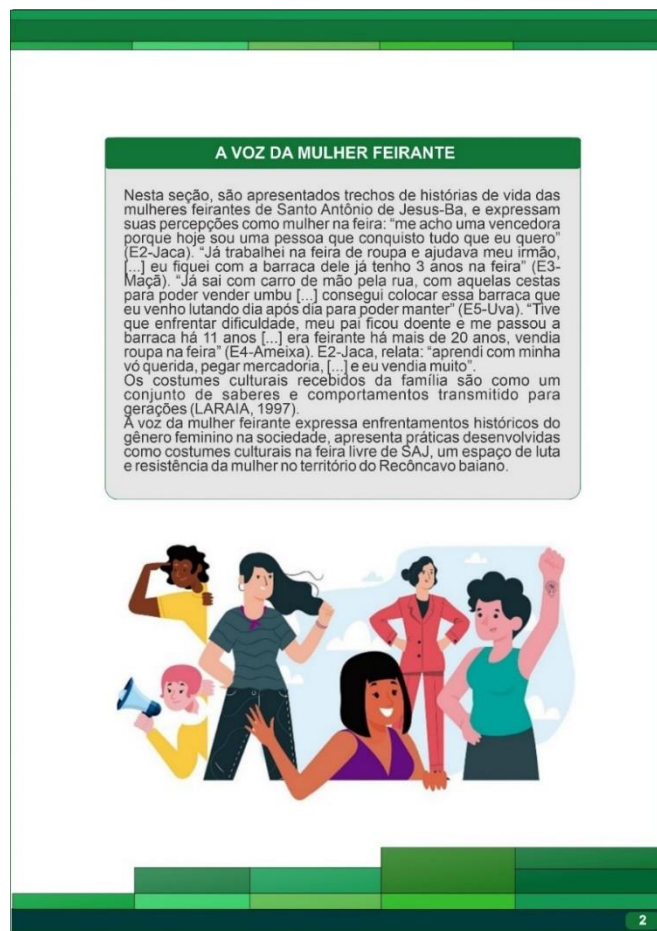 A VOZ DA MULHER FEIRANTE
Nesta seção, são apresentados trechos de histórias de vida das
mulheres feirantes de Santo Antônio de Jesus-Ba, e expressam
suas percepções como mulher na feira: “me acho uma vencedora
porque hoje sou uma pessoa que conquisto tudo que eu quero”
(E2-Jaca). “Já trabalhei na feira de roupa e ajudava meu irmão,
[...] eu fiquei com a barraca dele já tenho 3 anos na feira” (E3-
Maçã). “Já sai com carro de mão pela rua, com aquelas cestas
para poder vender umbu [...] consegui colocar essa barraca que
eu venho lutando dia após dia para poder manter” (E5-Uva). “Tive
que enfrentar dificuldade, meu pai ficou doente e me passou a
barraca há 11 anos [...] era feirante há mais de 20 anos, vendia
roupa na feira” (E4-Ameixa). E2-Jaca, relata: “aprendi com minha
vó querida, pegar mercadoria, [...] e eu vendia muito”.
Os costumes culturais recebidos da família são como um
conjunto de saberes e comportamentos transmitido para
gerações (LARAIA, 1997).
A voz da mulher feirante expressa enfrentamentos históricos do
gênero feminino na sociedade, apresenta práticas desenvolvidas
como costumes culturais na feira livre de SAJ, um espaço de luta
e resistência da mulher no território do Recôncavo baiano.
2